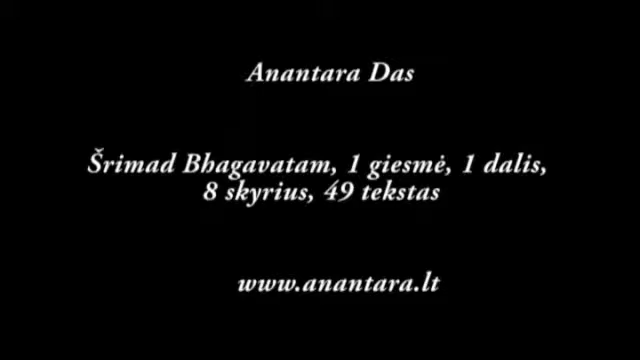 Anantara Das
Šrimad Bhagavatam, 1 giesmė, 1 dalis,
8 skyrius, 49 tekstas
www.anantara.lt